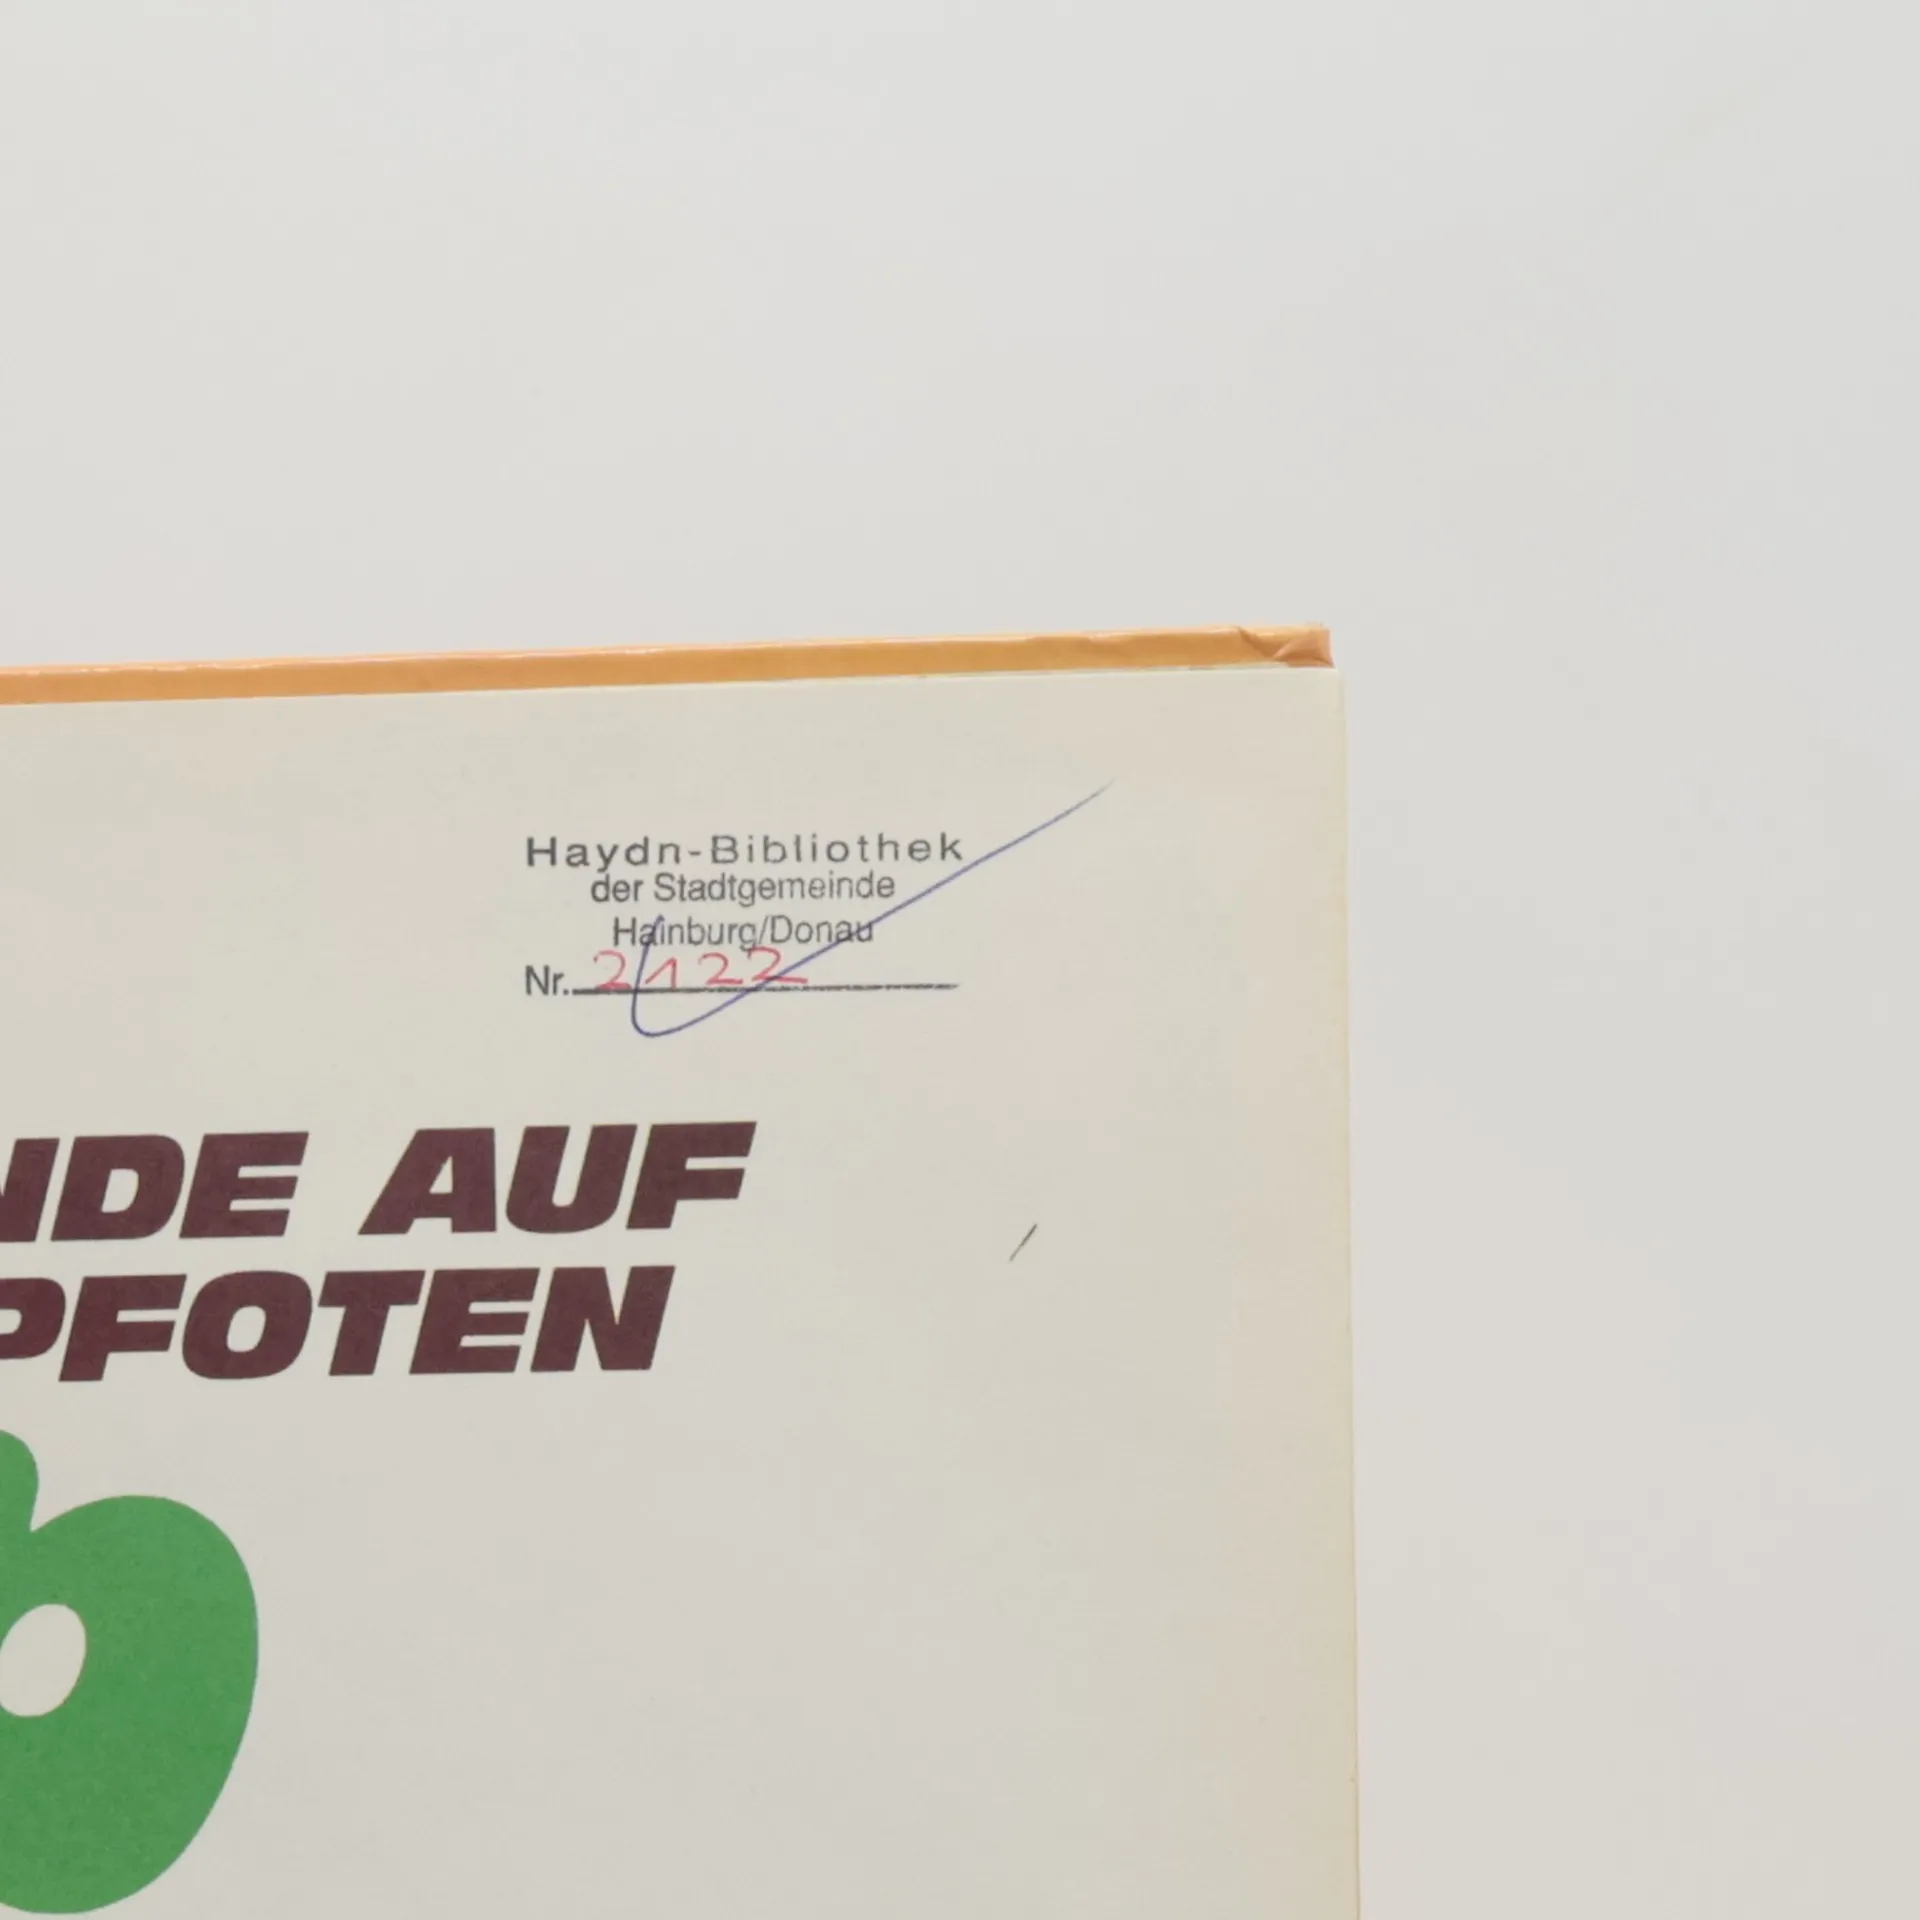 Haydn-Bibliothek
der Stadtgemeinde
Hainburg/Donau
Nr. 2122
NDE AUF
PFOTEN
b